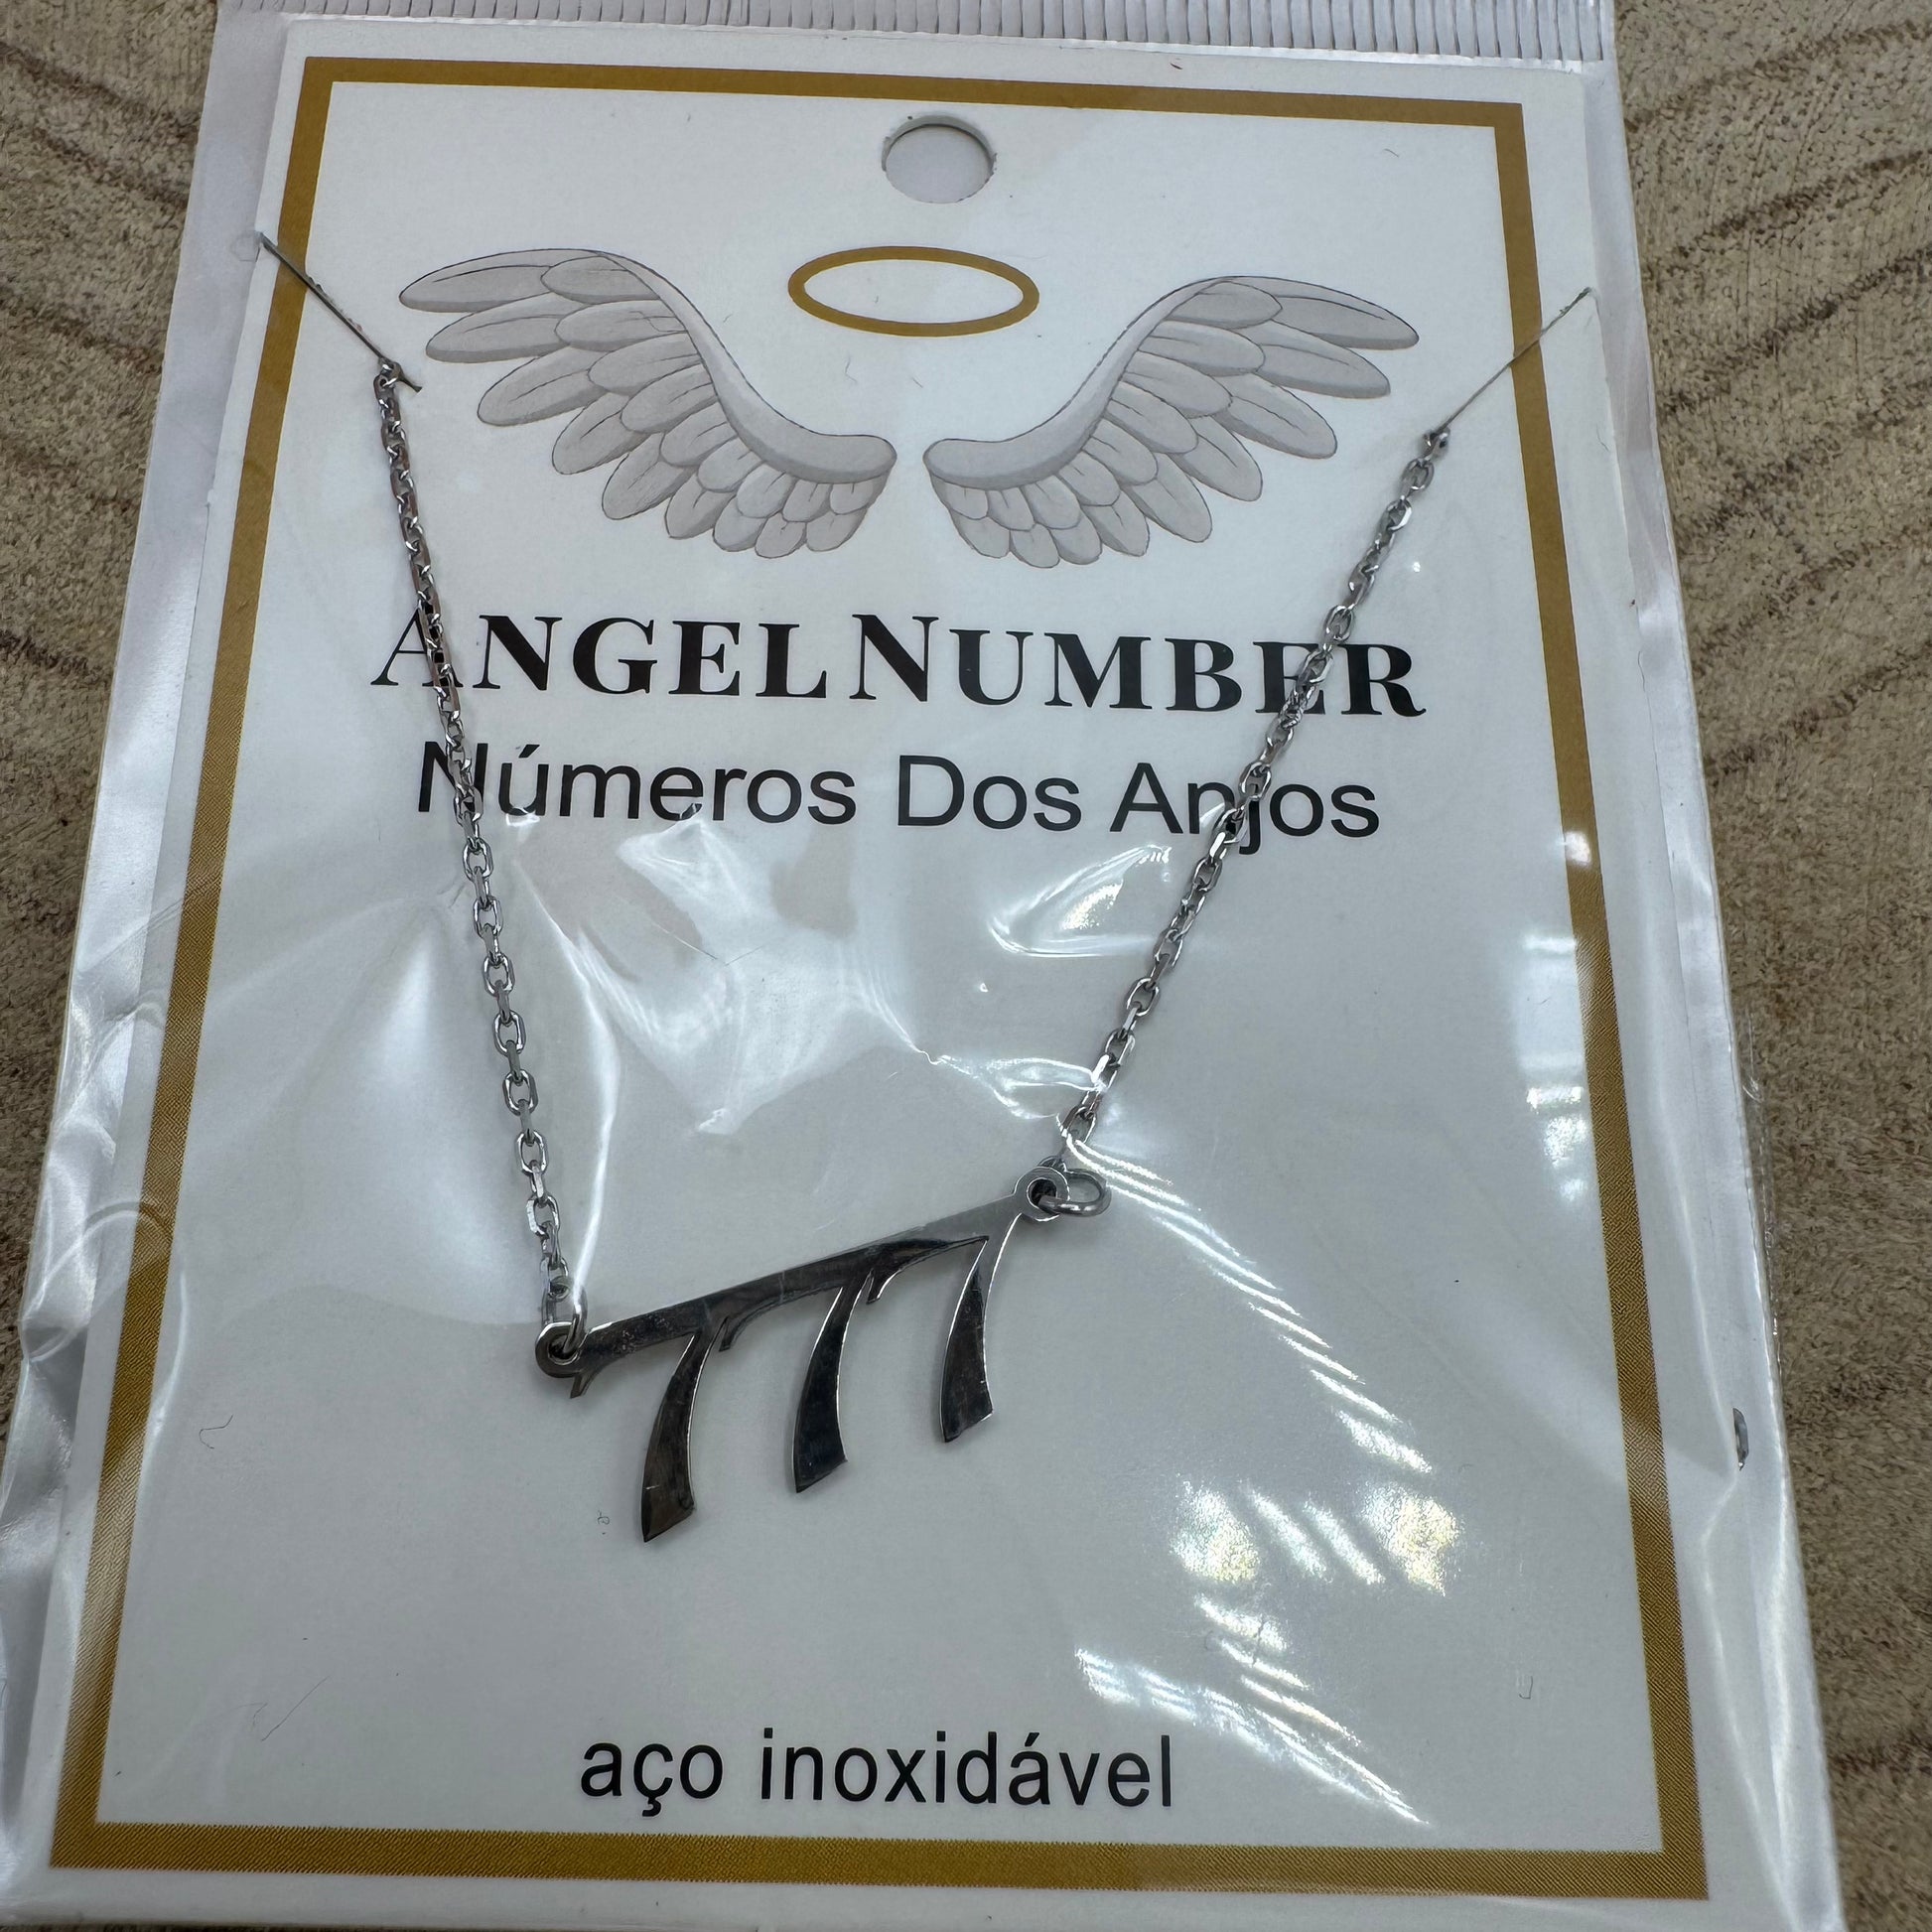 ANGEL NUMBER
Números Dos Anjos
777
aço inoxidável